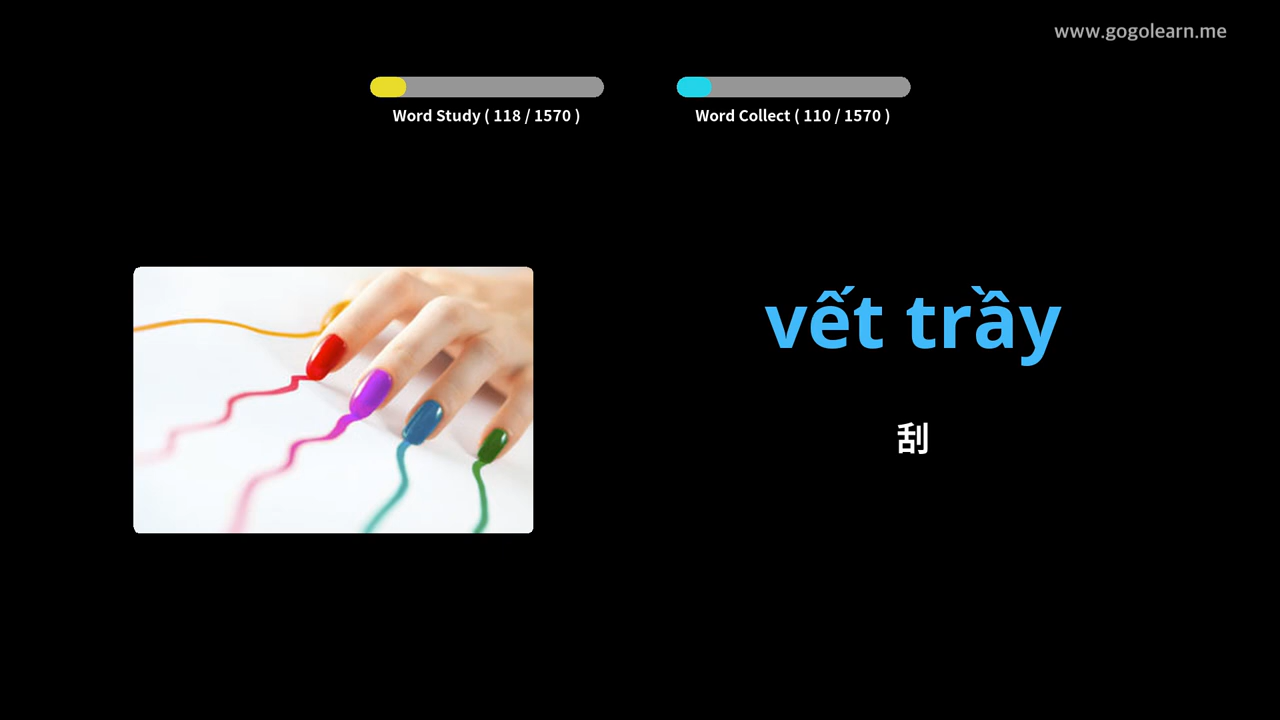 www.gogolearn.me
Word Study ( 118 / 1570 )
Word Collect ( 110 / 1570 )
vết trầy
刮